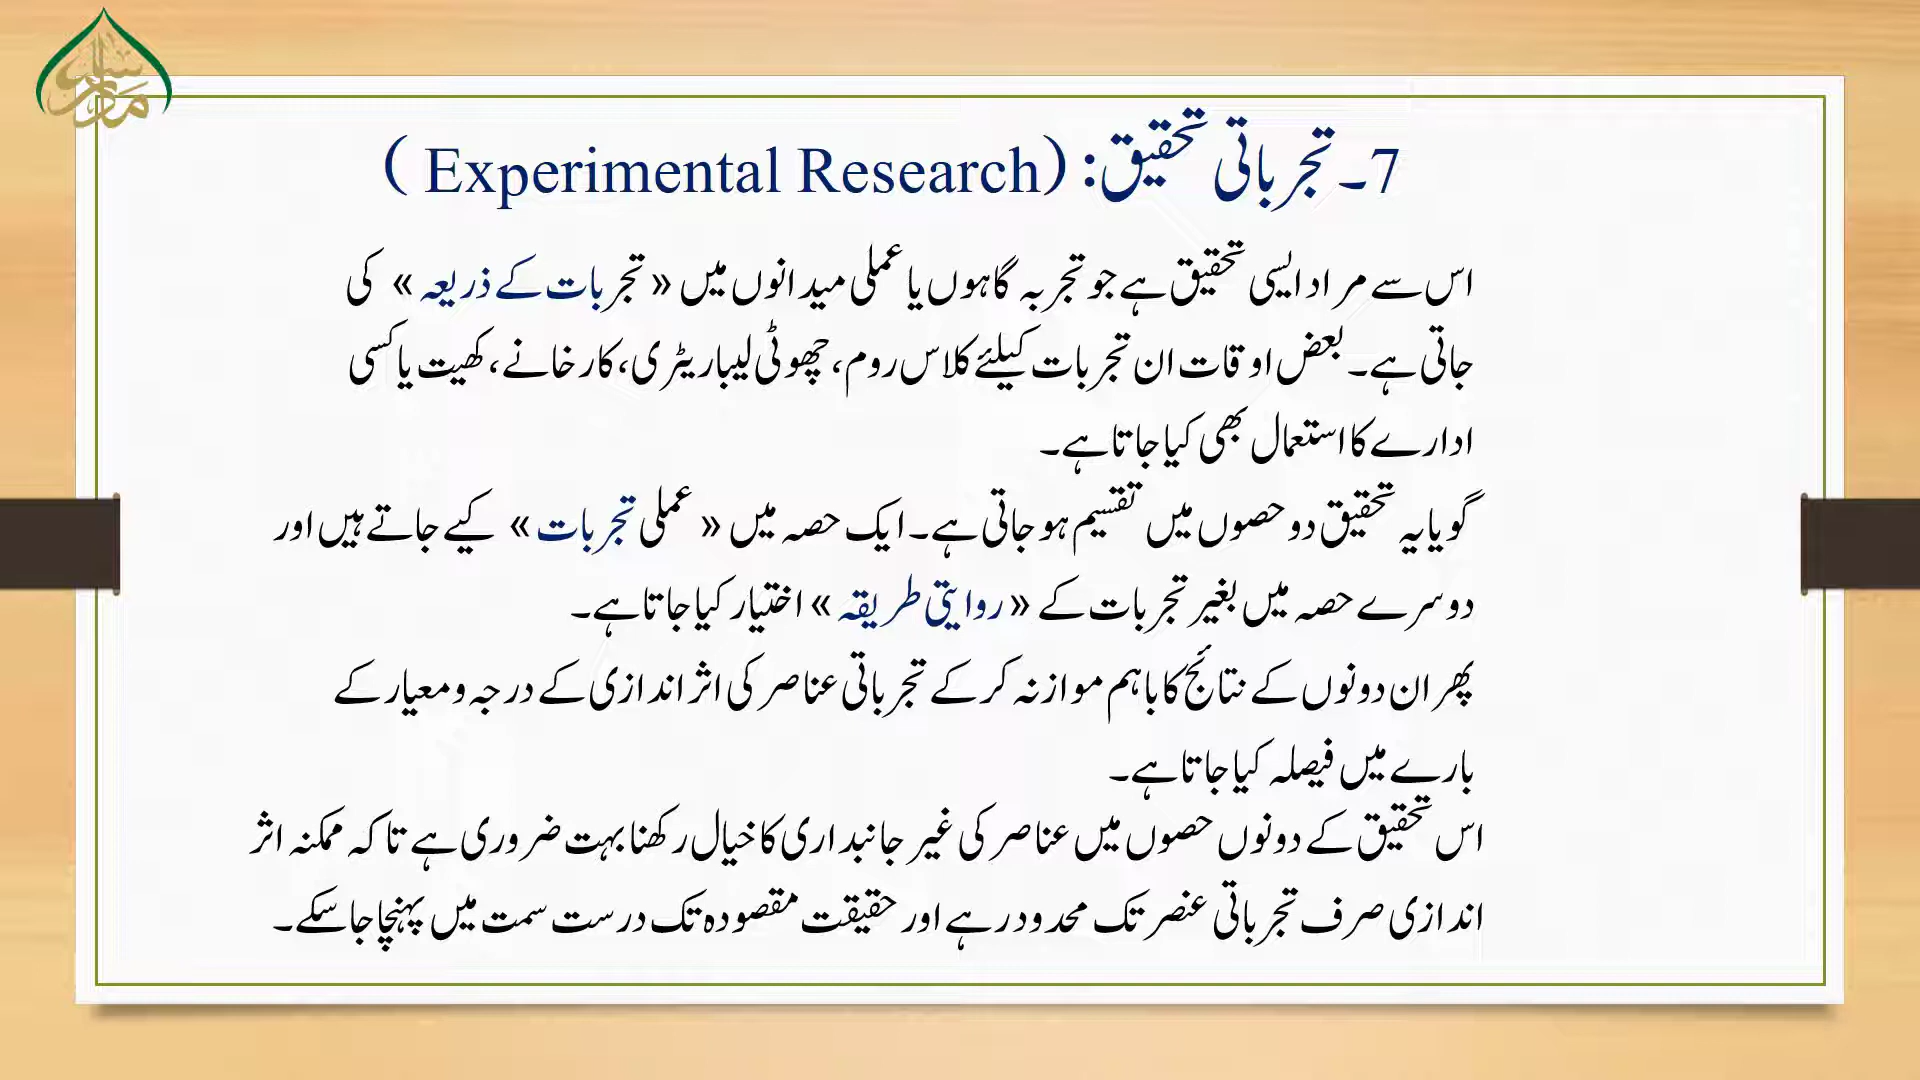 7۔ تجرباتی تحقیق: (Experimental Research )
اس سے مراد ایسی تحقیق ہے جو تجربہ گاہوں یا عملی میدانوں میں « تجربات کے ذریعہ » کی
جاتی ہے۔ بعض اوقات ان تجربات کیلئے کلاس روم، چھوٹی لیباریٹری، کارخانے، کھیت یا کسی
ادارے کا استعمال بھی کیا جاتا ہے۔
گویا یہ تحقیق دو حصوں میں تقسیم ہو جاتی ہے۔ ایک حصہ میں « عملی تجربات » کیے جاتے ہیں اور
دوسرے حصہ میں بغیر تجربات کے « روایتی طریقہ » اختیار کیا جاتا ہے۔
پھر ان دونوں کے نتائج کا باہم موازنہ کر کے تجرباتی عناصر کی اثر اندازی کے درجہ و معیار کے
بارے میں فیصلہ کیا جاتا ہے۔
اس تحقیق کے دونوں حصوں میں عناصر کی غیر جانبداری کا خیال رکھنا بہت ضروری ہے تا کہ ممکنہ اثر
اندازی صرف تجرباتی عنصر تک محدود رہے اور حقیقت مقصودہ تک درست سمت میں پہنچا جا سکے۔